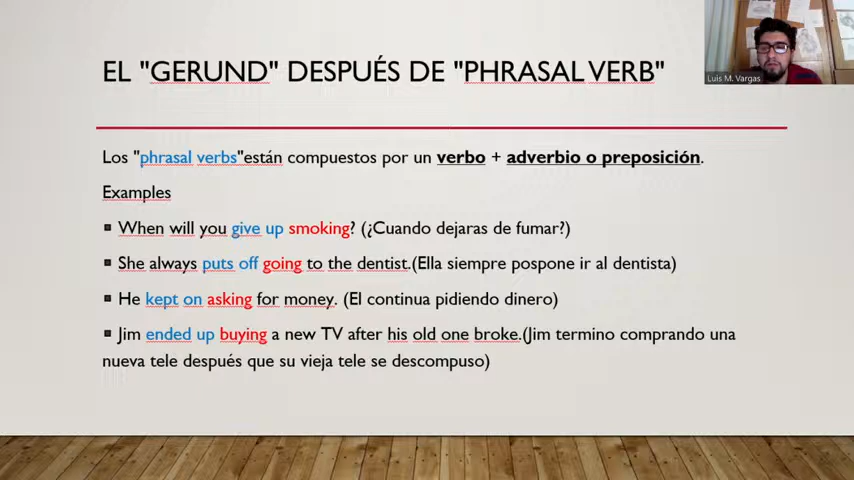 EL "GERUND" DESPUÉS DE "PHRASAL VERB"
Luis M. Vargas
Los "phrasal verbs"están compuestos por un verbo + adverbio o preposición.
Examples
When will you give up smoking? (¿Cuando dejaras de fumar?)
She always puts off going to the dentist.(Ella siempre pospone ir al dentista)
He kept on asking for money. (El continua pidiendo dinero)
Jim ended up buying a new TV after his old one broke.(Jim termino comprando una
nueva tele después que su vieja tele se descompuso)